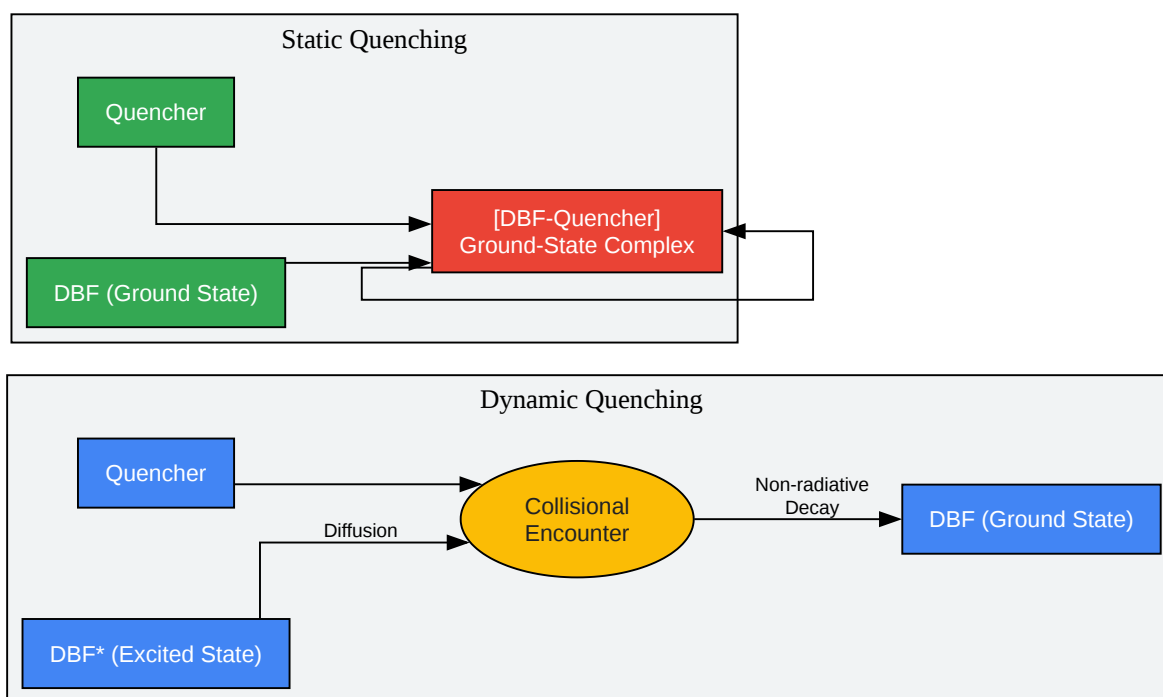 Static Quenching
Quencher
[DBF-Quencher]
Ground-State Complex
DBF (Ground State)
Dynamic Quenching
Quencher
Diffusion
Collisional
Encounter
Non-radiative
Decay
DBF (Ground State)
DBF* (Excited State)